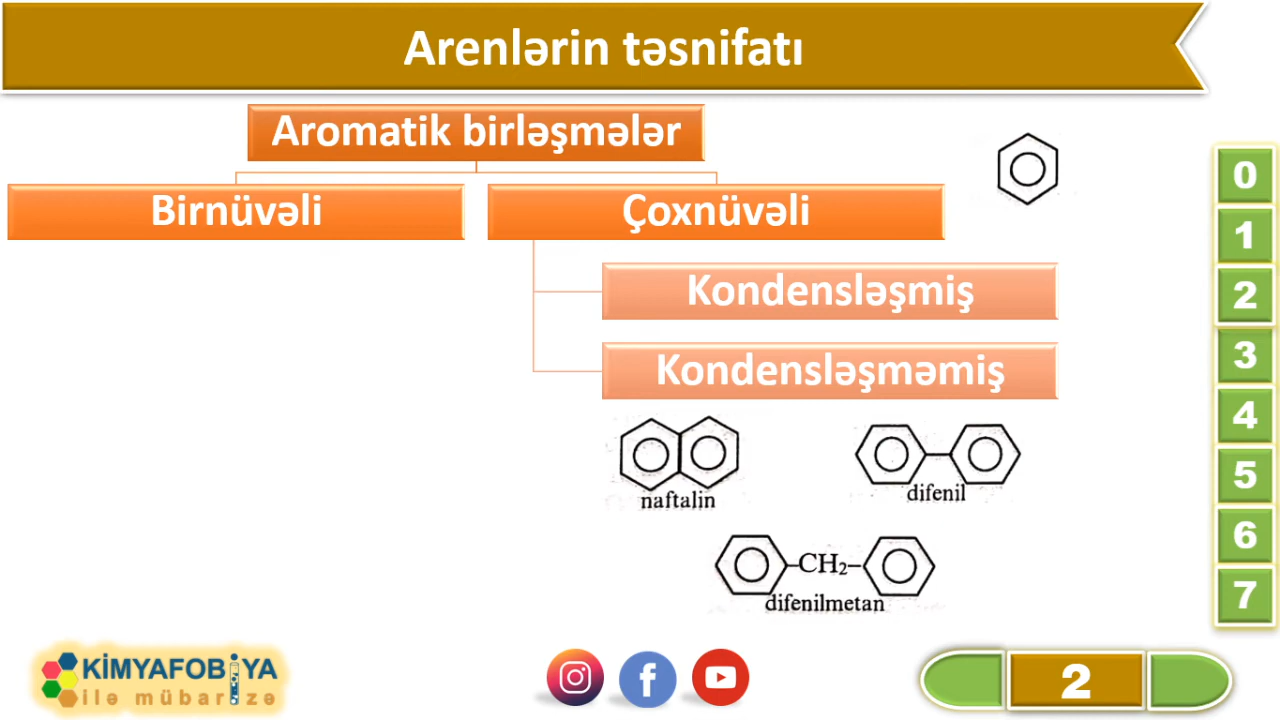 Arenlərin təsnifatı
Aromatik birləşmələr
Birnüvəli
Çoxnüvəli
Kondensləşmiş
Kondensləşməmiş
naftalin
difenil
–CH₂–
difenilmetan
0
1
2
3
4
5
6
7
KİMYAFOBİYA
ilə mübarizə
2